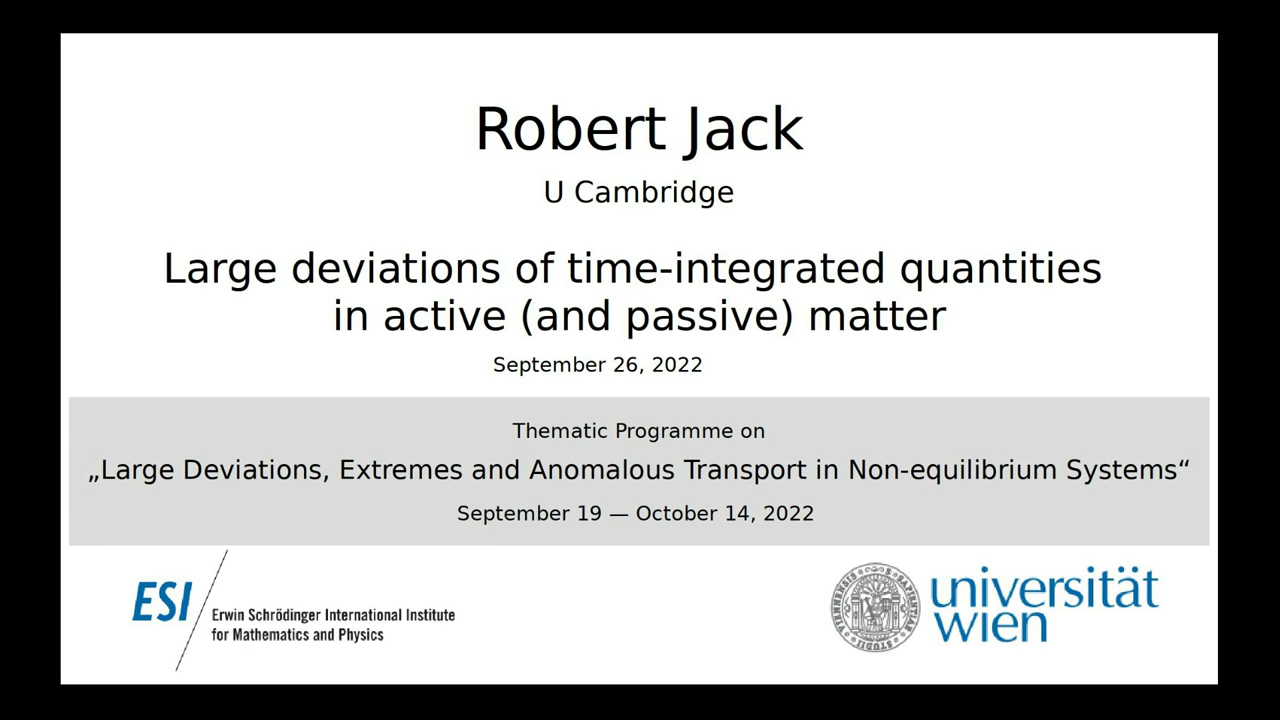 Robert Jack
U Cambridge
Large deviations of time-integrated quantities
in active (and passive) matter
September 26, 2022
Thematic Programme on
„Large Deviations, Extremes and Anomalous Transport in Non-equilibrium Systems“
September 19 — October 14, 2022
ESI
Erwin Schrödinger International Institute
for Mathematics and Physics
universität
wien